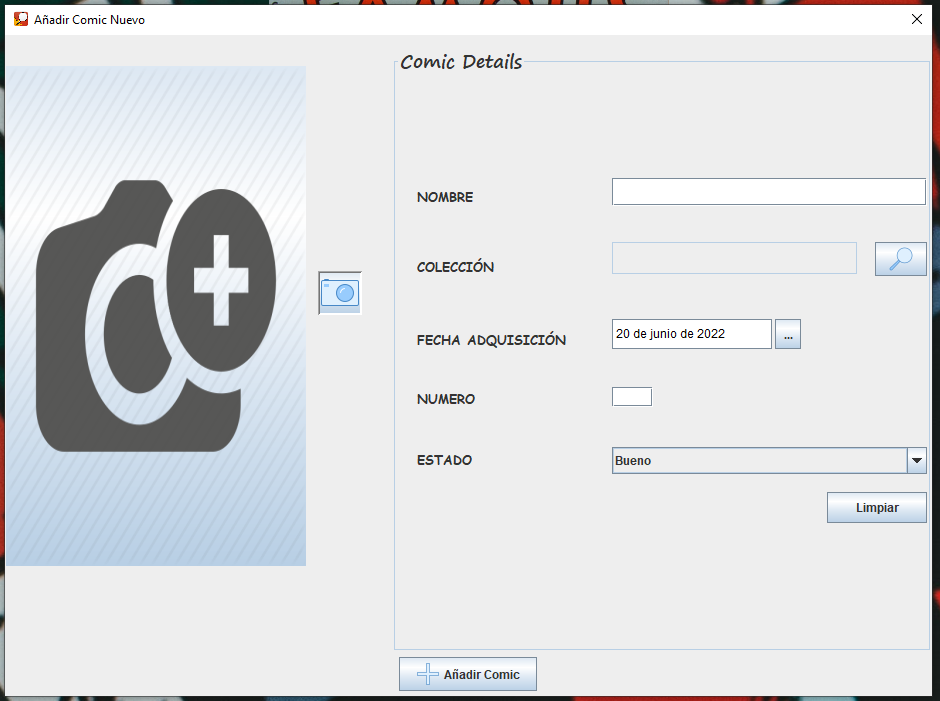 Añadir Comic Nuevo
Comic Details
NOMBRE
COLECCIÓN
FECHA ADQUISICIÓN
20 de junio de 2022
...
NUMERO
ESTADO
Bueno
Limpiar
Añadir Comic